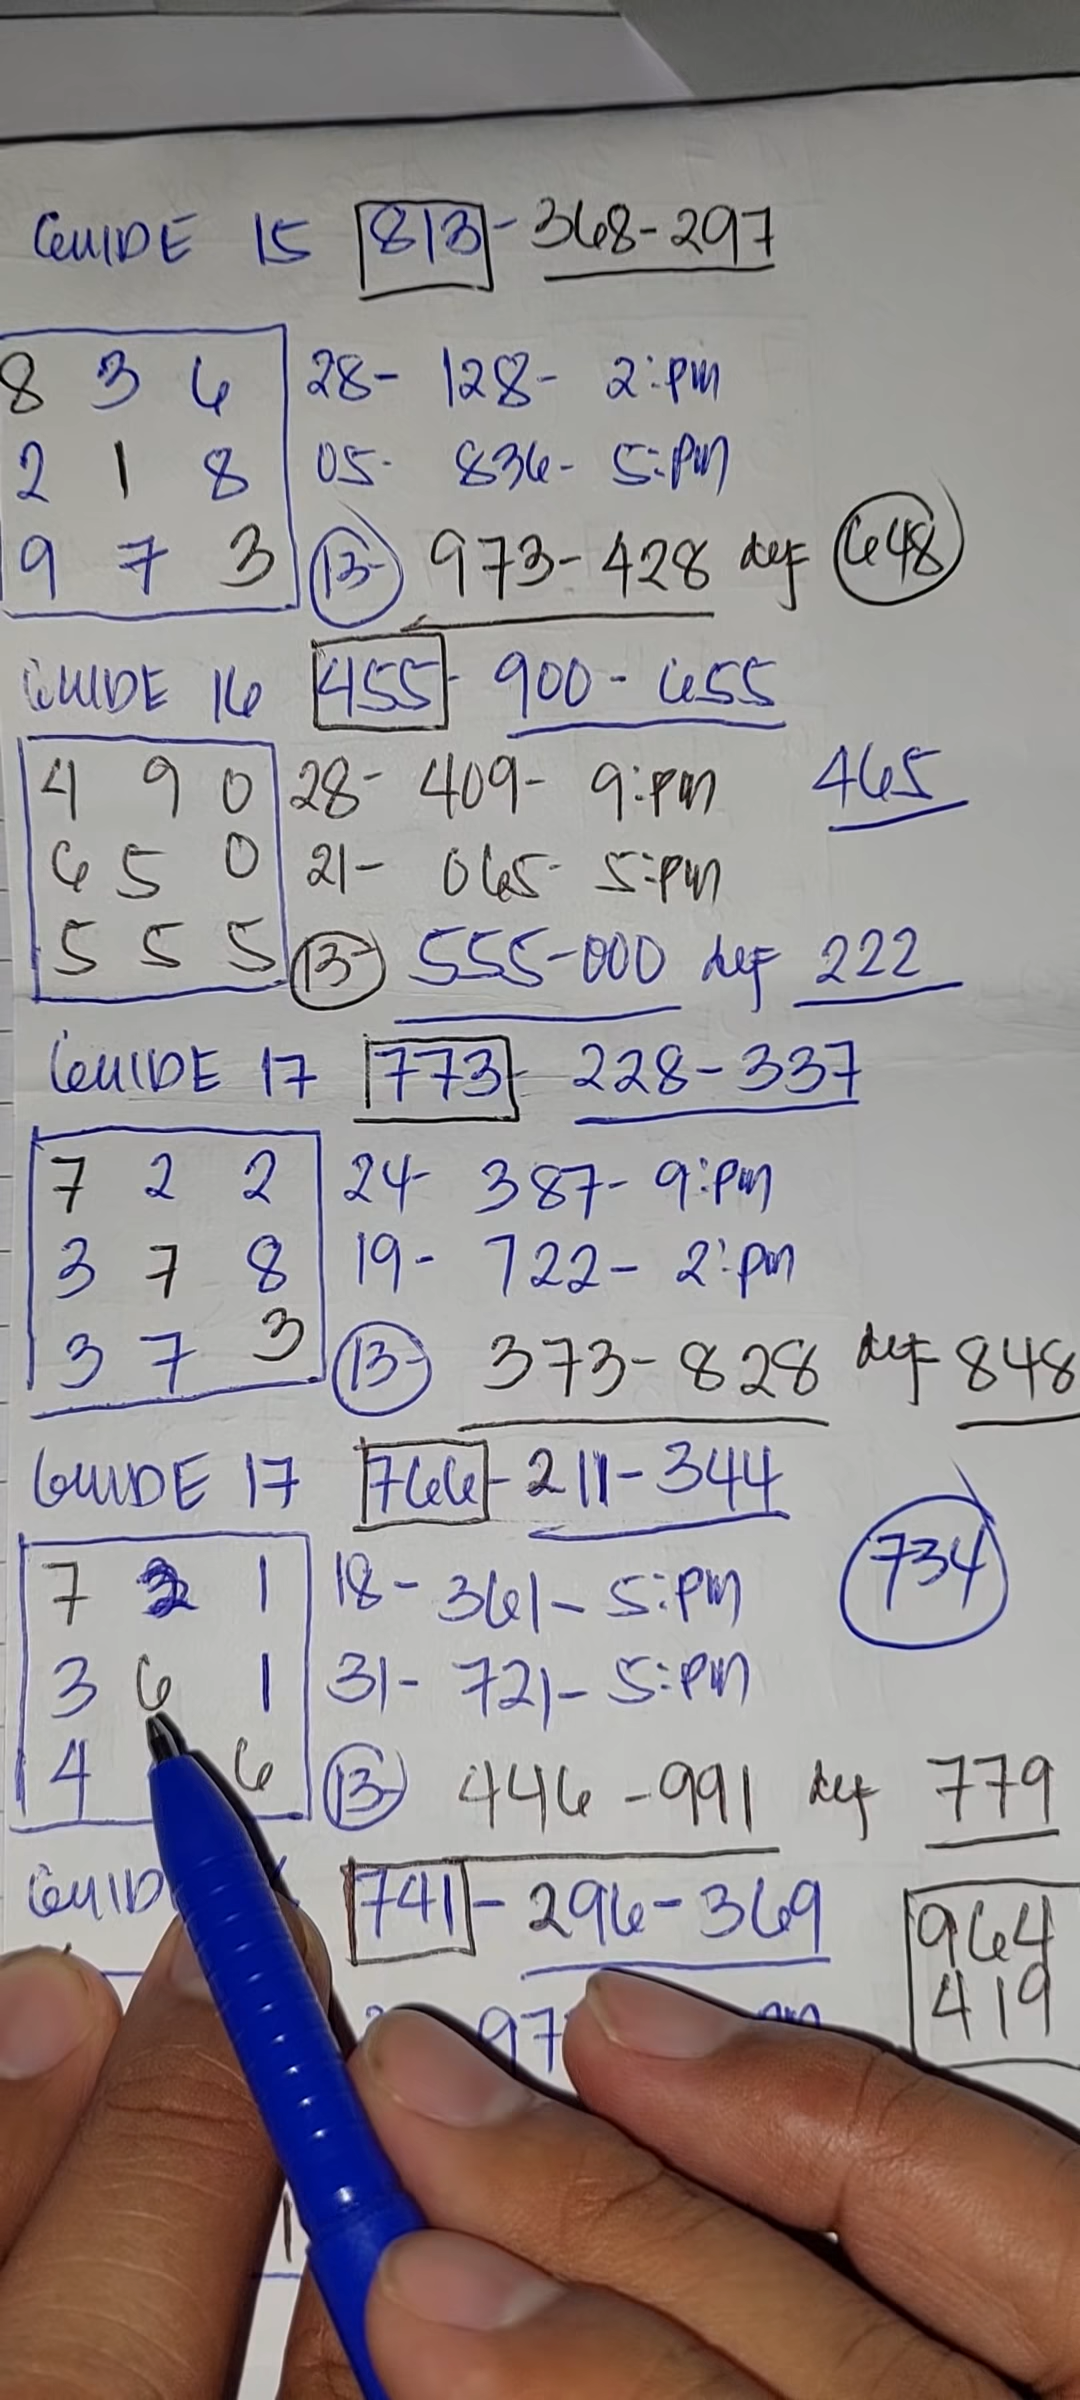 GUIDE 15 813 - 368 - 297
8 3 6 28- 128- 2:pm
2 1 8 05- 836- 5:pm
9 7 3 13- 973-428 def 648
GUIDE 16 455 - 900 - 655
4 9 0 28- 409- 9:pm 465
6 5 0 21- 065- 5:pm
5 5 5 13- 555-000 def 222
GUIDE 17 773 - 228 - 337
7 2 2 24- 387- 9:pm
3 7 8 19- 722- 2:pm
3 7 3 13- 373-828 def 848
GUIDE 17 766 - 211 - 344
7 2 1 18- 361- 5:pm 734
3 6 1 31- 721- 5:pm
4 6 13- 446-991 def 779
741 - 296 - 369 964
97 419